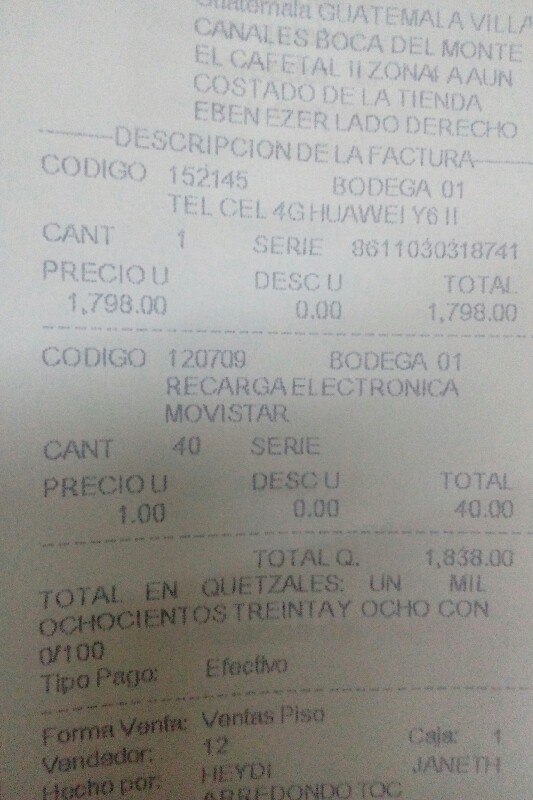 Guatemala GUATEMALA VILLA
CANALES BOCA DEL MONTE
EL CAFETAL II ZONA4 A AUN
COSTADO DE LA TIENDA
EBEN EZER LADO DERECHO
DESCRIPCION DE LA FACTURA
CODIGO 152145 BODEGA 01
TEL CEL 4G HUAWEI Y6 II
CANT 1 SERIE 8611030318741
PRECIO U DESC U TOTAL
1,798.00 0.00 1,798.00
CODIGO 120709 BODEGA 01
RECARGA ELECTRONICA
MOVISTAR
CANT 40 SERIE
PRECIO U DESC U TOTAL
1.00 0.00 40.00
TOTAL Q. 1,838.00
TOTAL EN QUETZALES: UN MIL
OCHOCIENTOS TREINTA Y OCHO CON
0/100
Tipo Pago: Efectivo
Forma Venta: Ventas Piso
Vendedor: 12 Caja: 1
Hecho por: HEYDI JANETH
ARREDONDO TOC